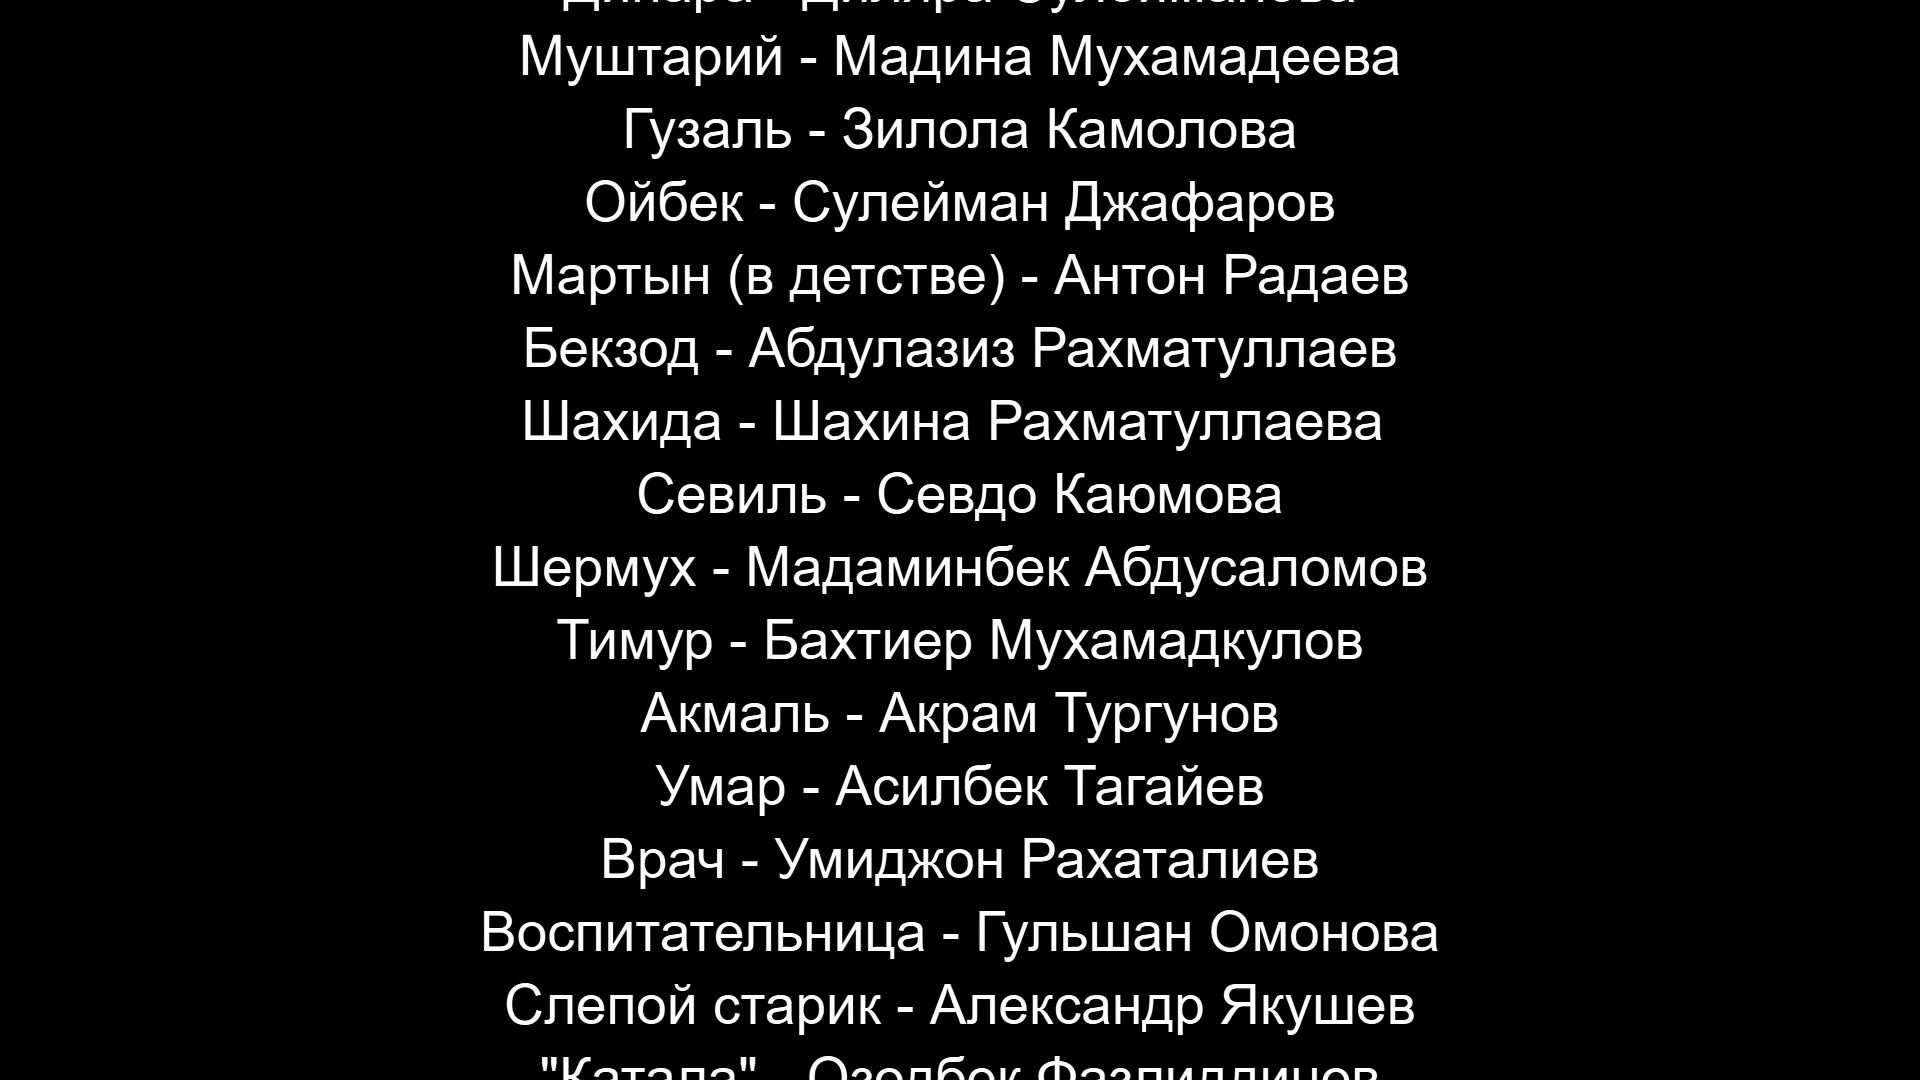 Муштарий - Мадина Мухамадеева
Гузаль - Зилола Камолова
Ойбек - Сулейман Джафаров
Мартын (в детстве) - Антон Радаев
Бекзод - Абдулазиз Рахматуллаев
Шахида - Шахина Рахматуллаева
Севиль - Севдо Каюмова
Шермух - Мадаминбек Абдусаломов
Тимур - Бахтиер Мухамадкулов
Акмаль - Акрам Тургунов
Умар - Асилбек Тагайев
Врач - Умиджон Рахаталиев
Воспитательница - Гульшан Омонова
Слепой старик - Александр Якушев